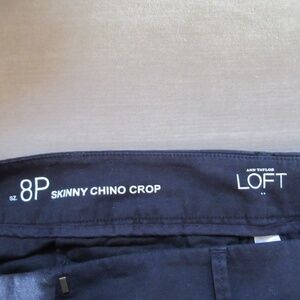 SZ. 8P SKINNY CHINO CROP
ANN TAYLOR
LOFT